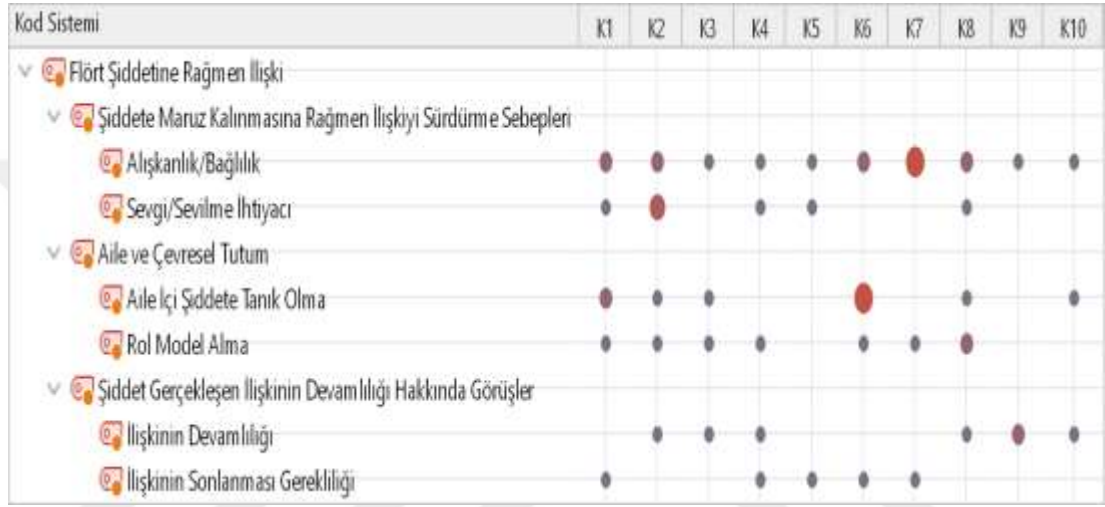 Kod Sistemi K1 K2 K3 K4 K5 K6 K7 K8 K9 K10
Flört Şiddetine Rağmen İlişki
Şiddete Maruz Kalınmasına Rağmen İlişkiyi Sürdürme Sebepleri
Alışkanlık/Bağlılık
Sevgi/Sevilme İhtiyacı
Aile ve Çevresel Tutum
Aile İçi Şiddete Tanık Olma
Rol Model Alma
Şiddet Gerçekleşen İlişkinin Devamlılığı Hakkında Görüşler
İlişkinin Devamlılığı
İlişkinin Sonlanması Gerekliliği